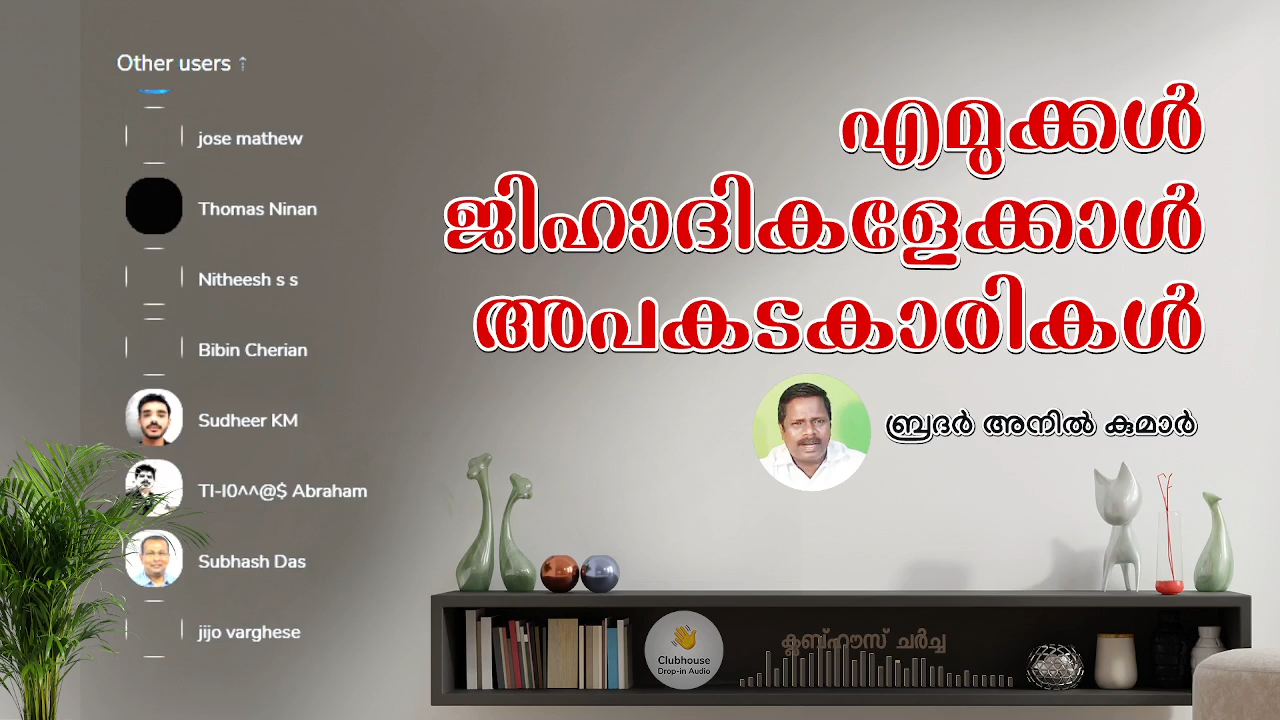 Other users ↑
jose mathew
Thomas Ninan
Nitheesh s s
Bibin Cherian
Sudheer KM
TI-I0^^@$ Abraham
Subhash Das
jijo varghese
എമുക്കൾ
ജിഹാദികളേക്കാൾ
അപകടകാരികൾ
ബ്രദർ അനിൽ കുമാർ
Clubhouse
Drop-in Audio
ക്ലബ്ഹൗസ് ചർച്ച